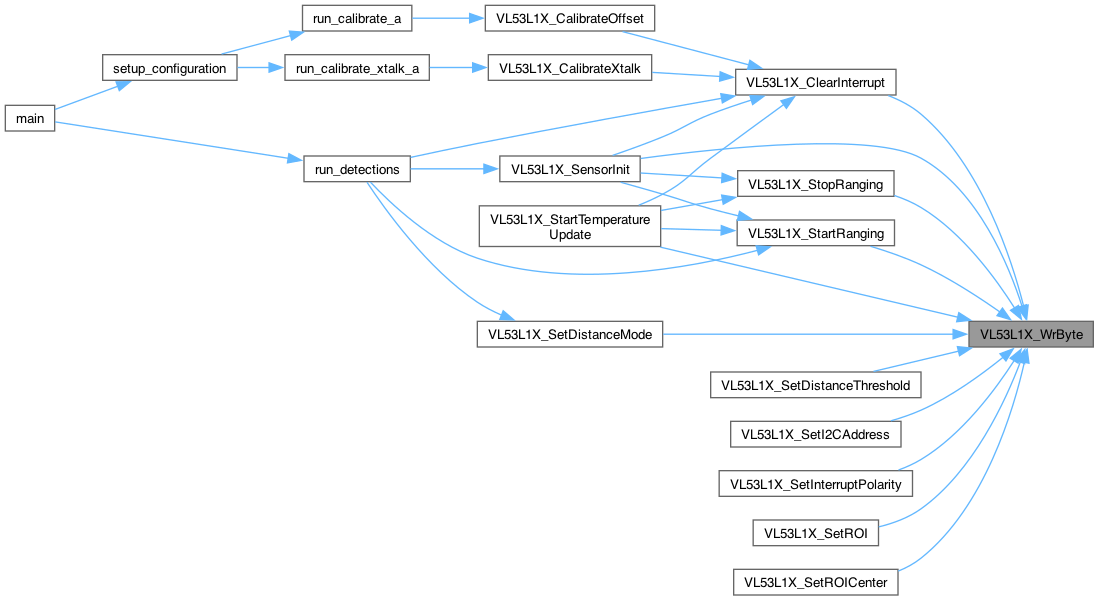 run_calibrate_a
VL53L1X_CalibrateOffset
setup_configuration
run_calibrate_xtalk_a
VL53L1X_CalibrateXtalk
VL53L1X_ClearInterrupt
main
run_detections
VL53L1X_SensorInit
VL53L1X_StopRanging
VL53L1X_StartTemperature
Update
VL53L1X_StartRanging
VL53L1X_SetDistanceMode
VL53L1X_WrByte
VL53L1X_SetDistanceThreshold
VL53L1X_SetI2CAddress
VL53L1X_SetInterruptPolarity
VL53L1X_SetROI
VL53L1X_SetROICenter